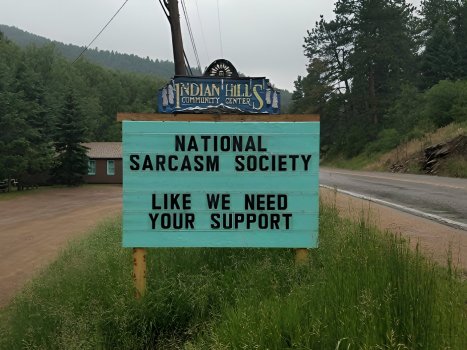 INDIAN HILLS
COMMUNITY CENTER
NATIONAL
SARCASM SOCIETY
LIKE WE NEED
YOUR SUPPORT